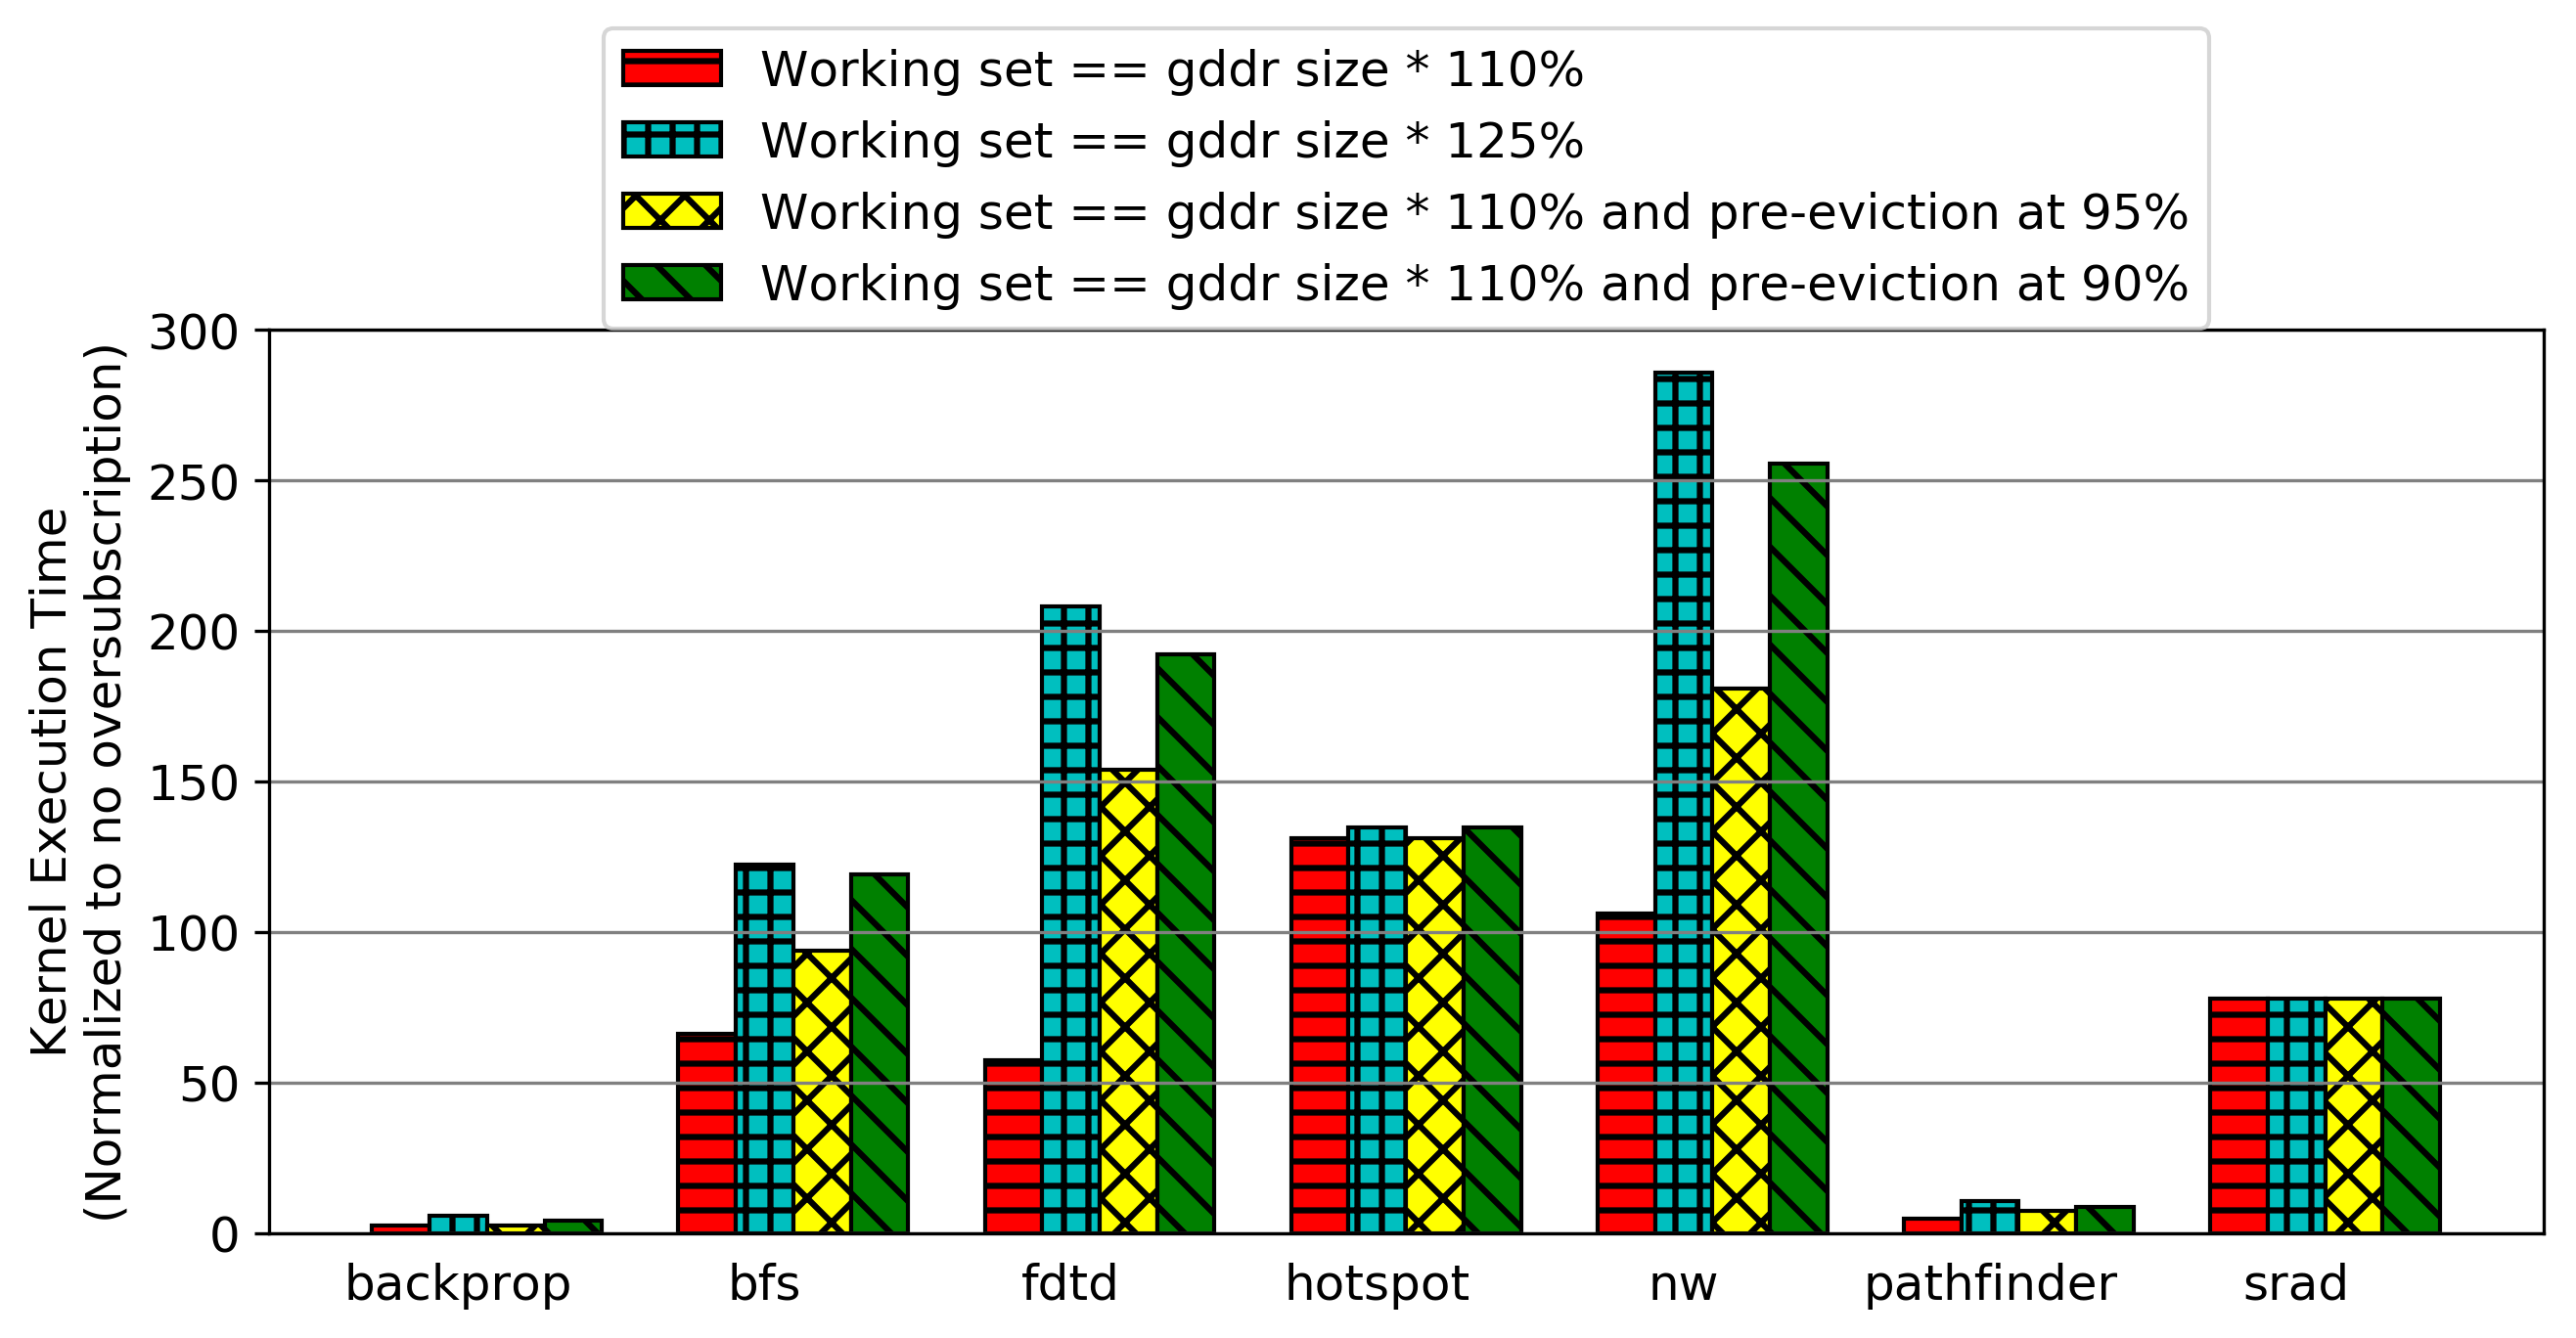 Working set == gddr size * 110%
Working set == gddr size * 125%
Working set == gddr size * 110% and pre-eviction at 95%
Working set == gddr size * 110% and pre-eviction at 90%
Kernel Execution Time
(Normalized to no oversubscription)
300
250
200
150
100
50
0
backprop
bfs
fdtd
hotspot
nw
pathfinder
srad